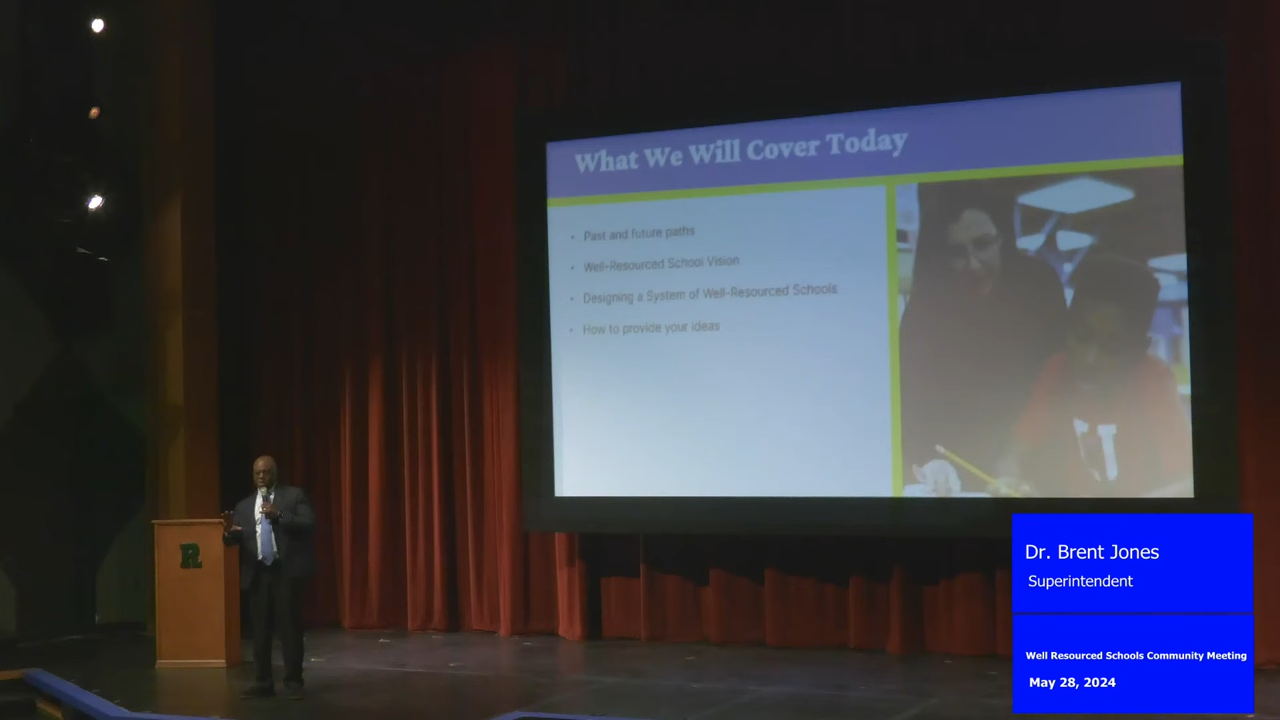 What We Will Cover Today
• Past and future paths
• Well-Resourced School Vision
• Designing a System of Well-Resourced Schools
• How to provide your ideas
R
Dr. Brent Jones
Superintendent
Well Resourced Schools Community Meeting
May 28, 2024